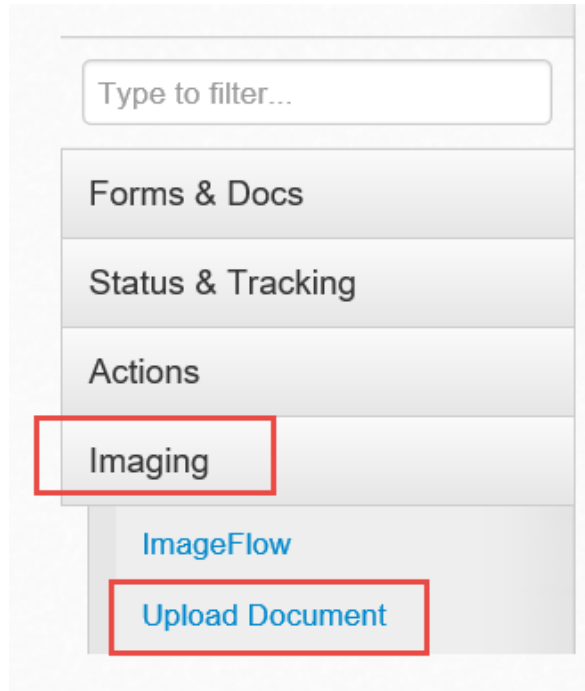 Type to filter...
Forms & Docs
Status & Tracking
Actions
Imaging
ImageFlow
Upload Document